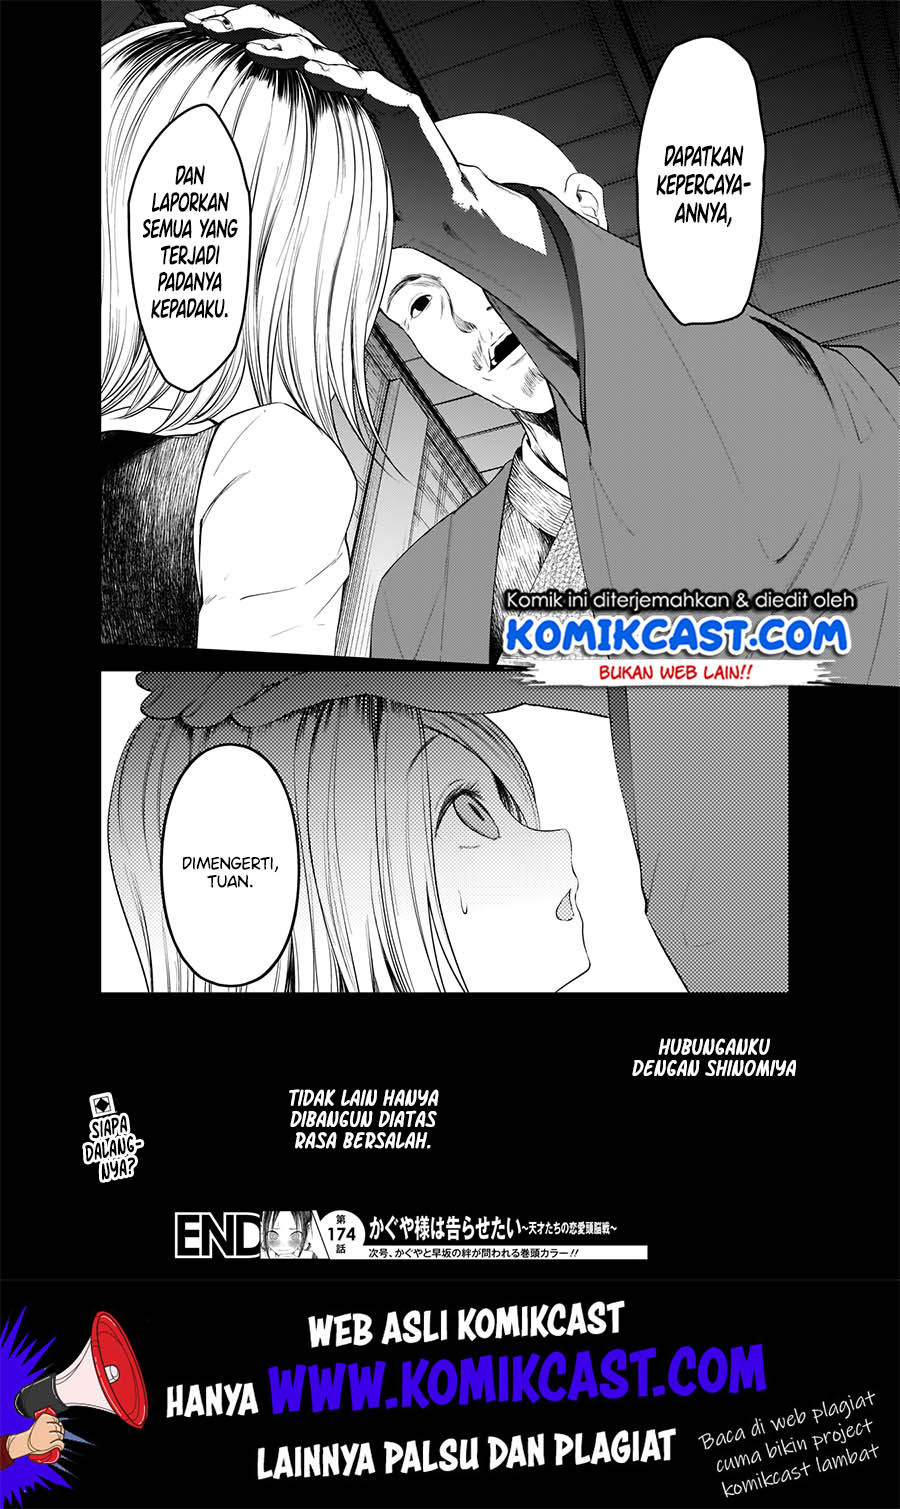 DAPATKAN
KEPERCAYA-
ANNYA,
DAN
LAPORKAN
SEMUA YANG
TERJADI
PADANYA
KEPADAKU.
Komik ini diterjemahkan & diedit oleh
KOMIKCAST.COM
BUKAN WEB LAIN!!
DIMENGERTI,
TUAN.
HUBUNGANKU
DENGAN SHINOMIYA
TIDAK LAIN HANYA
DIBANGUN DIATAS
RASA BERSALAH.
SIAPA
DALANG-
NYA?
END 第174話 かぐや様は告らせたい~天才たちの恋愛頭脳戦~
次号、かぐやと早坂の絆が問われる巻頭カラー!!
WEB ASLI KOMIKCAST
HANYA WWW.KOMIKCAST.COM
LAINNYA PALSU DAN PLAGIAT
Baca di web plagiat
cuma bikin project
komikcast lambat